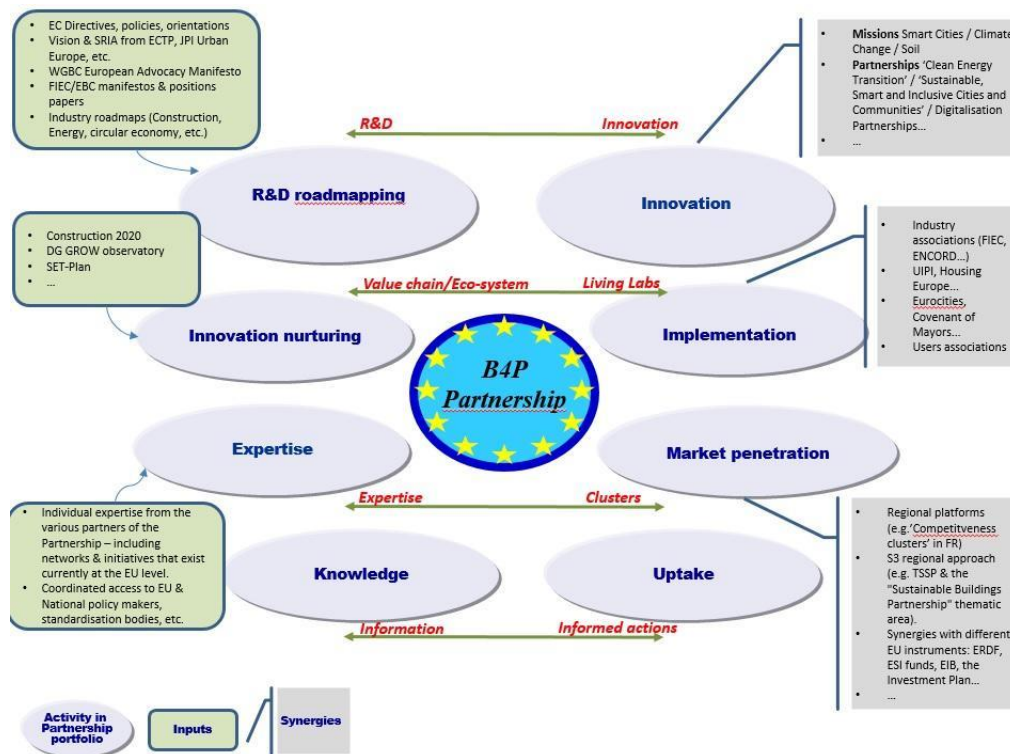 • EC Directives, policies, orientations
• Vision & SRIA from ECTP, JPI Urban
Europe, etc.
• WGBC European Advocacy Manifesto
• FIEC/EBC manifestos & positions
papers
• Industry roadmaps (Construction,
Energy, circular economy, etc.)
• Missions Smart Cities / Climate
Change / Soil
• Partnerships ‘Clean Energy
Transition’ / ‘Sustainable,
Smart and Inclusive Cities and
Communities’ / Digitalisation
Partnerships…
• …
R&D
Innovation
R&D roadmapping
Innovation
• Construction 2020
• DG GROW observatory
• SET-Plan
• …
• Industry
associations (FIEC,
ENCORD…)
• UIPI, Housing
Europe…
• Eurocities,
Covenant of
Mayors…
• Users associations
Value chain/Eco-system
Living Labs
Innovation nurturing
Implementation
B4P
Partnership
Expertise
Market penetration
Expertise
Clusters
• Individual expertise from the
various partners of the
Partnership – including
networks & initiatives that exist
currently at the EU level.
• Coordinated access to EU &
National policy makers,
standardisation bodies, etc.
• Regional platforms
(e.g.‘Competitveness
clusters’ in FR)
• S3 regional approach
(e.g. TSSP & the
"Sustainable Buildings
Partnership" thematic
area).
• Synergies with different
EU instruments: ERDF,
ESI funds, EIB, the
Investment Plan…
• …
Knowledge
Uptake
Information
Informed actions
Activity in
Partnership
portfolio
Inputs
Synergies